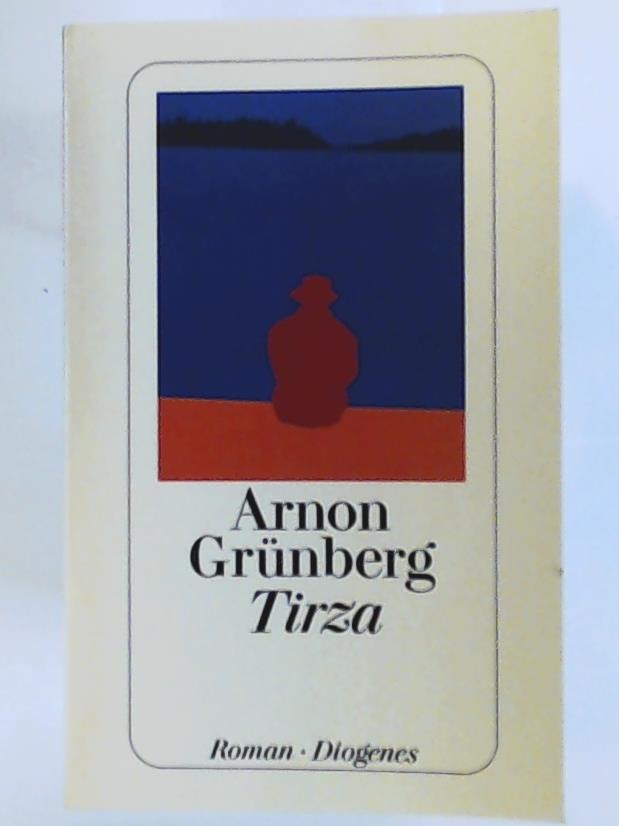 Arnon
Grünberg
Tirza
Roman · Diogenes